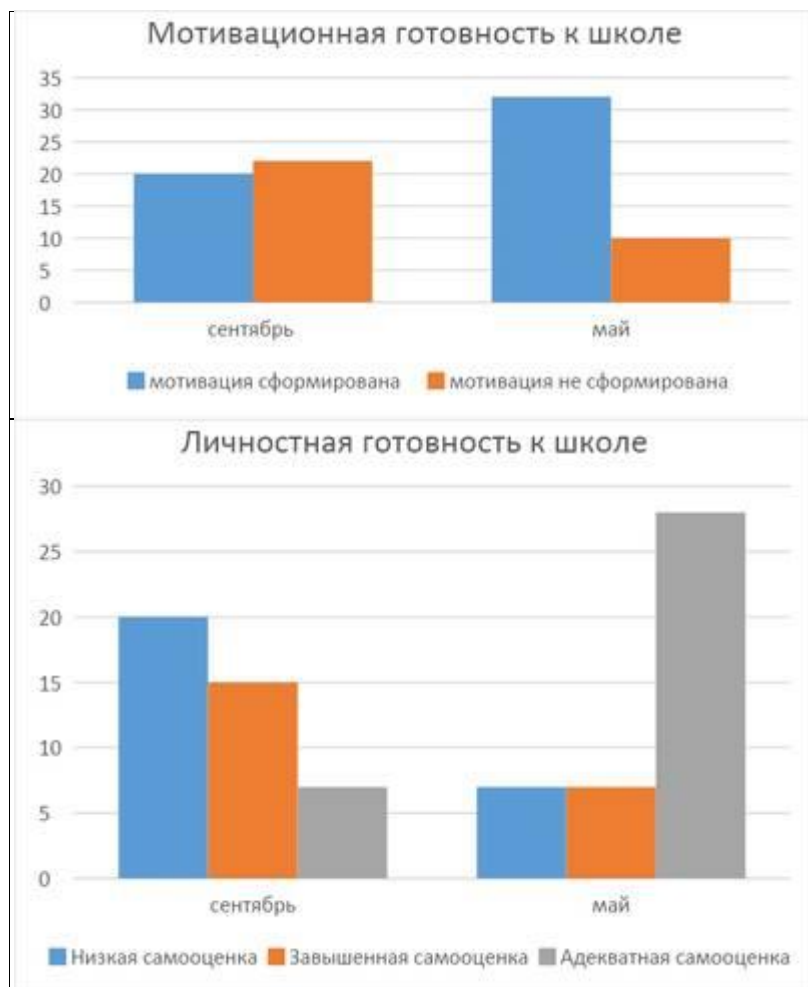 Мотивационная готовность к школе
35
30
25
20
15
10
5
0
сентябрь май
мотивация сформирована мотивация не сформирована
Личностная готовность к школе
30
25
20
15
10
5
0
сентябрь май
Низкая самооценка Завышенная самооценка Адекватная самооценка